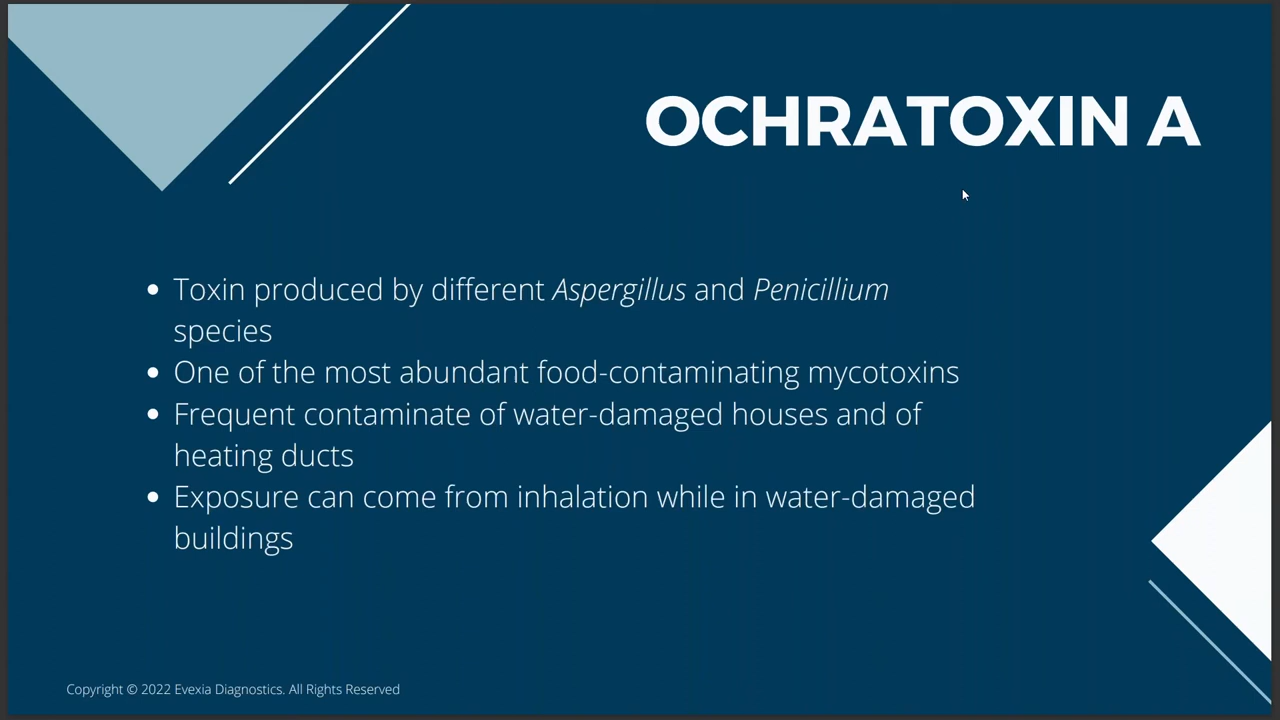 OCHRATOXIN A
• Toxin produced by different Aspergillus and Penicillium
species
• One of the most abundant food-contaminating mycotoxins
• Frequent contaminate of water-damaged houses and of
heating ducts
• Exposure can come from inhalation while in water-damaged
buildings
Copyright © 2022 Evexia Diagnostics. All Rights Reserved